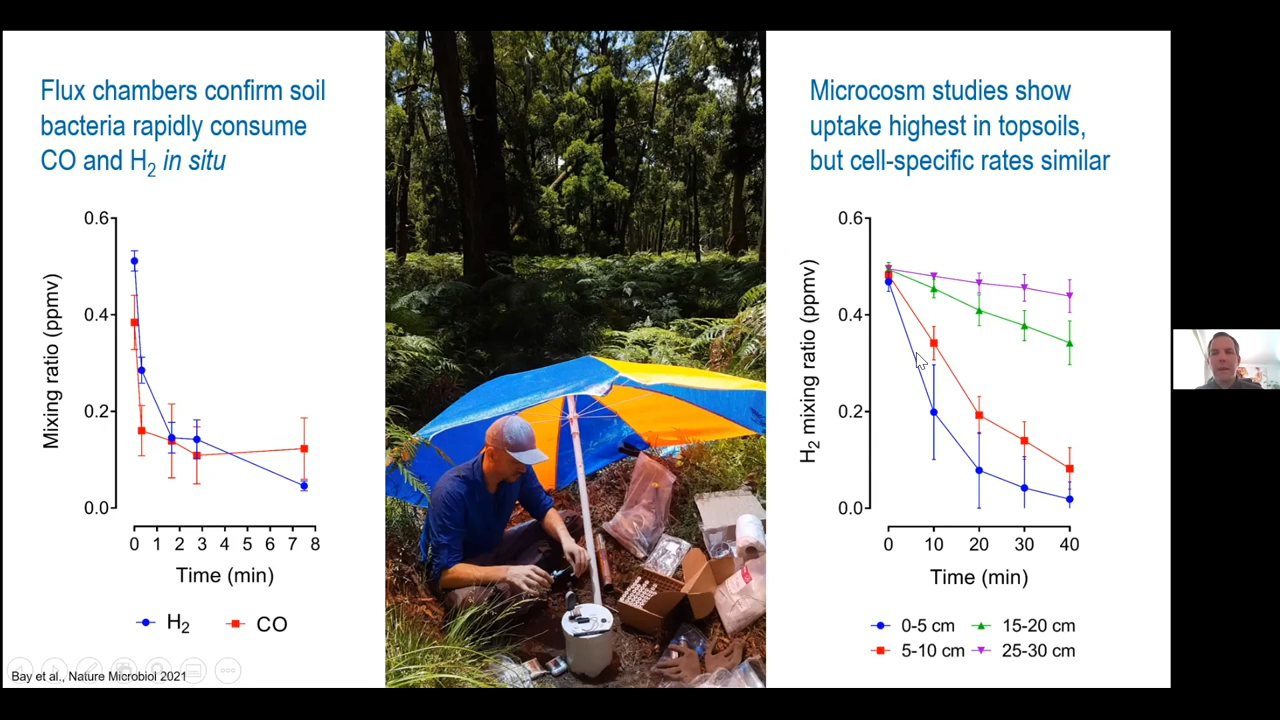 Flux chambers confirm soil
bacteria rapidly consume
CO and H₂ in situ
0.6
0.4
0.2
0.0
Mixing ratio (ppmv)
0 1 2 3 4 5 6 7 8
Time (min)
H₂ CO
Bay et al., Nature Microbiol 2021
Microcosm studies show
uptake highest in topsoils,
but cell-specific rates similar
0.6
0.4
0.2
0.0
H₂ mixing ratio (ppmv)
0 10 20 30 40
Time (min)
0-5 cm 15-20 cm
5-10 cm 25-30 cm